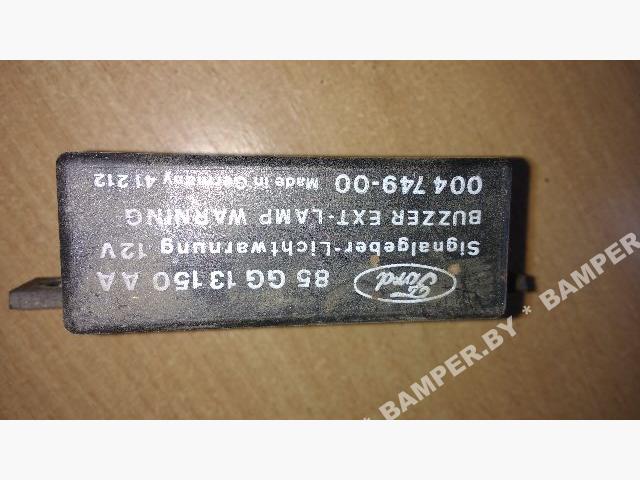 Ford
85 GG 13 150 AA
Signalgeber-Lichtwarnung 12V
BUZZER EXT-LAMP WARNING
004 749-00 Made in Germany 41 212
BAMPER.BY * BAMPER.BY *